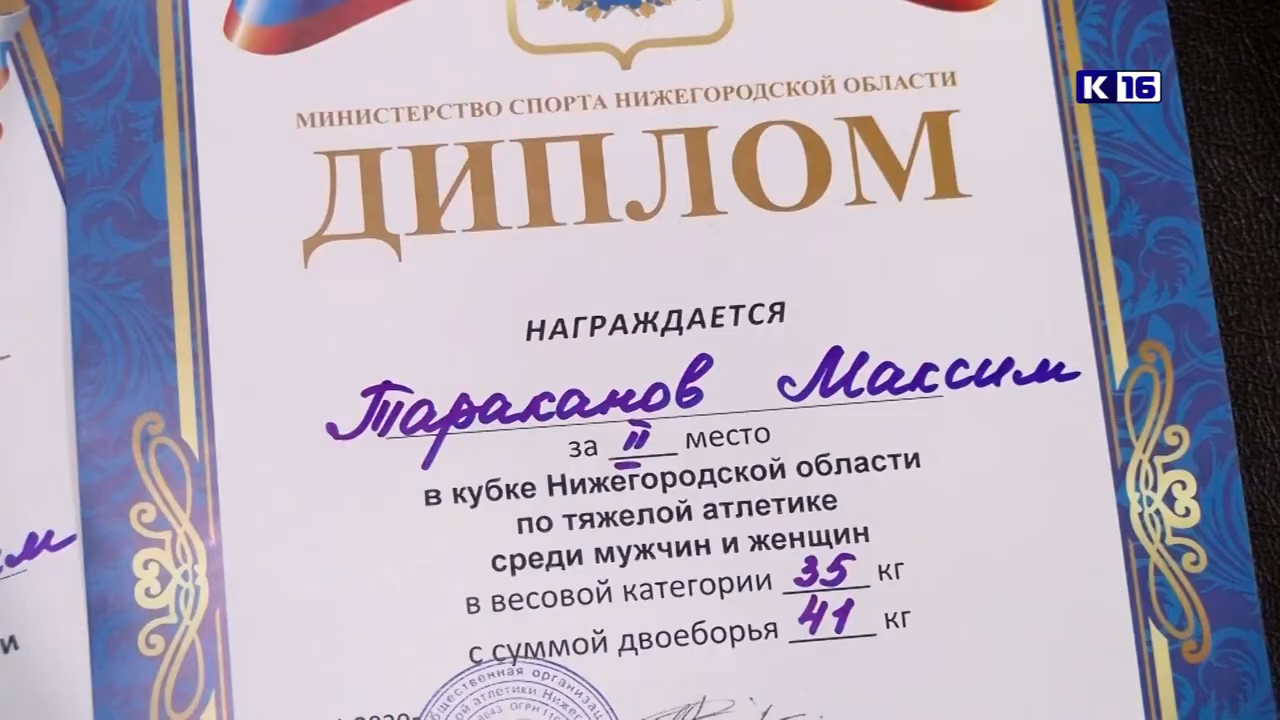 К 16
МИНИСТЕРСТВО СПОРТА НИЖЕГОРОДСКОЙ ОБЛАСТИ
ДИПЛОМ
НАГРАЖДАЕТСЯ
Тараканов Максим
за II место
в кубке Нижегородской области
по тяжелой атлетике
среди мужчин и женщин
в весовой категории 35 кг
с суммой двоеборья 41 кг